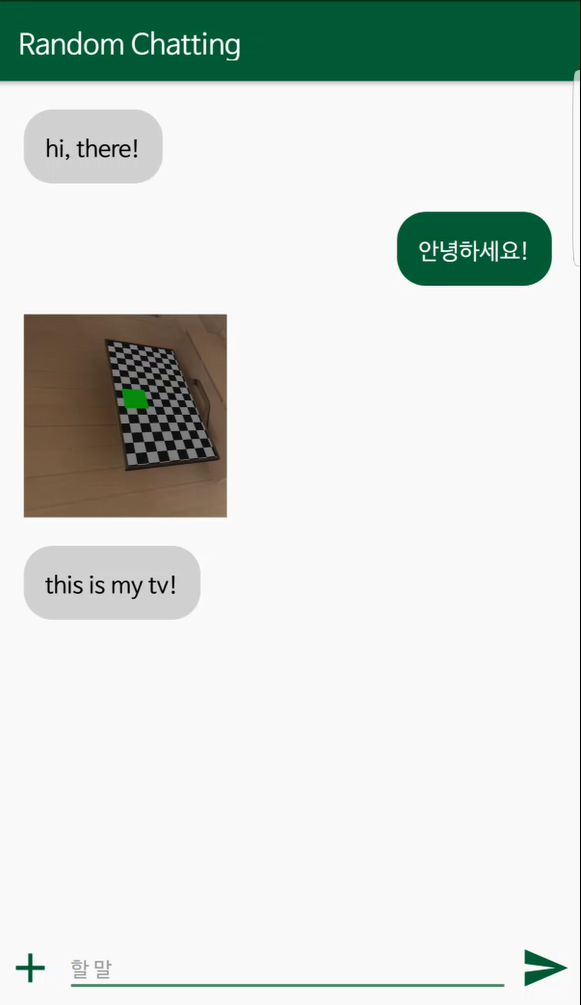 Random Chatting
hi, there!
안녕하세요!
this is my tv!
할 말